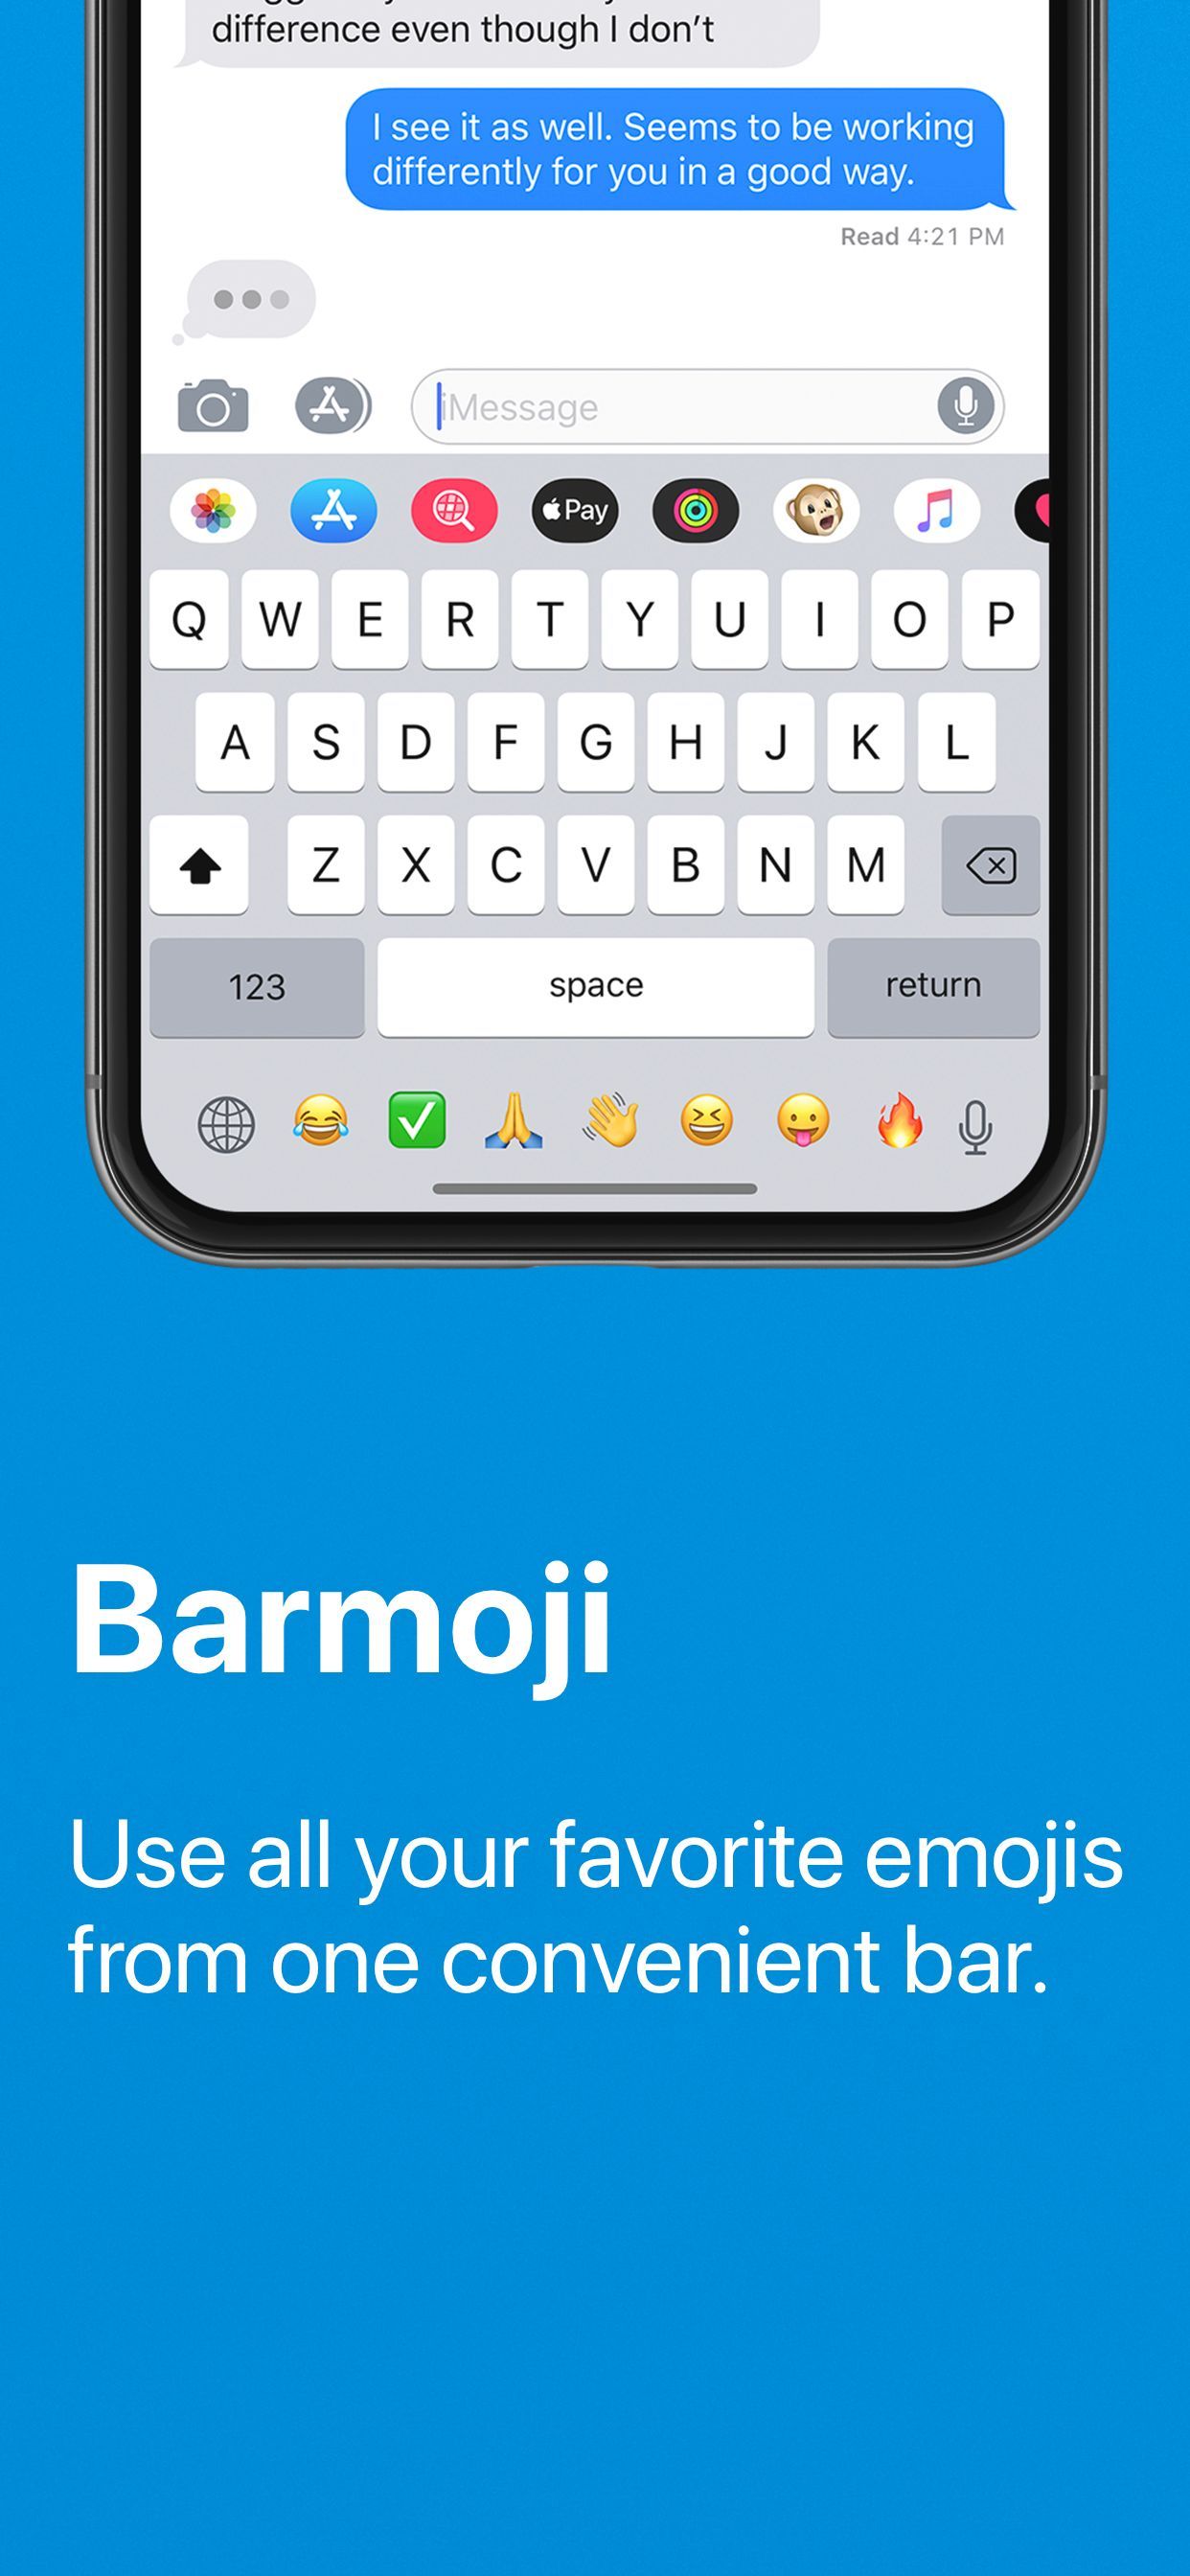 difference even though I don’t
I see it as well. Seems to be working
differently for you in a good way.
Read 4:21 PM
iMessage
Pay
Q W E R T Y U I O P
A S D F G H J K L
Z X C V B N M
123 space return
Barmoji
Use all your favorite emojis
from one convenient bar.